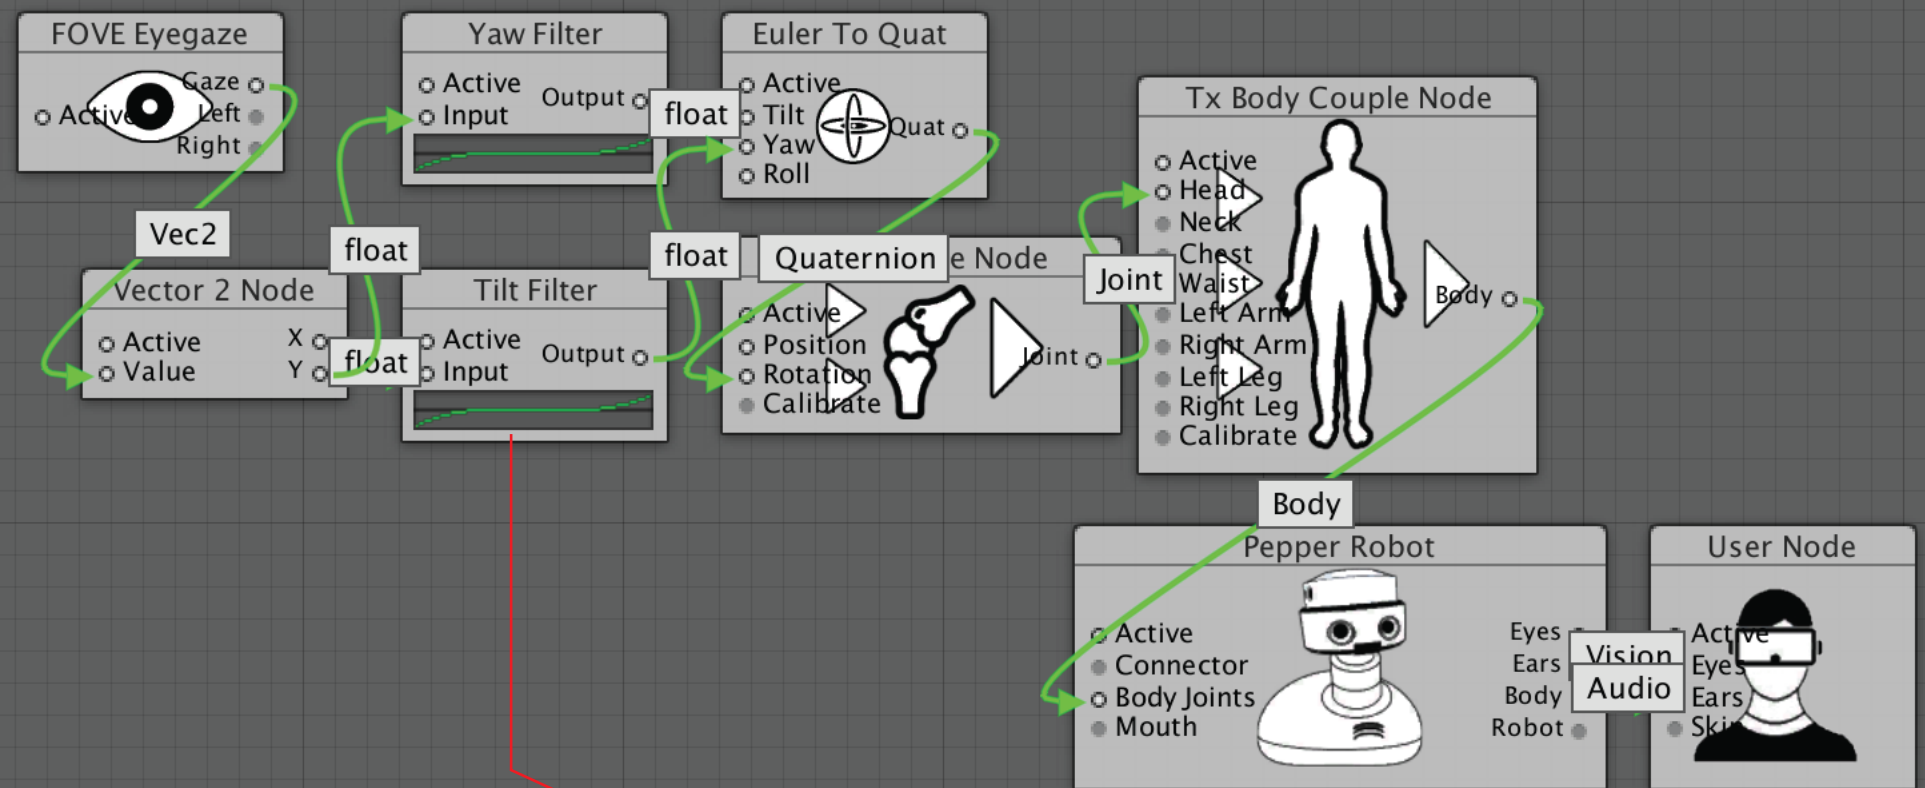 FOVE Eyegaze
Active
Gaze
Left
Right
Vec2
Vector 2 Node
Active
Value
X
Y
float
float
Yaw Filter
Active
Input
Output
Tilt Filter
Active
Input
Output
float
float
Euler To Quat
Active
Tilt
Yaw
Roll
Quat
Quaternion
e Node
Active
Position
Rotation
Calibrate
Joint
Joint
Tx Body Couple Node
Active
Head
Neck
Chest
Waist
Left Arm
Right Arm
Left Leg
Right Leg
Calibrate
Body
Body
Pepper Robot
Active
Connector
Body Joints
Mouth
Eyes
Ears
Body
Robot
Vision
Audio
User Node
Active
Eyes
Ears
Skin